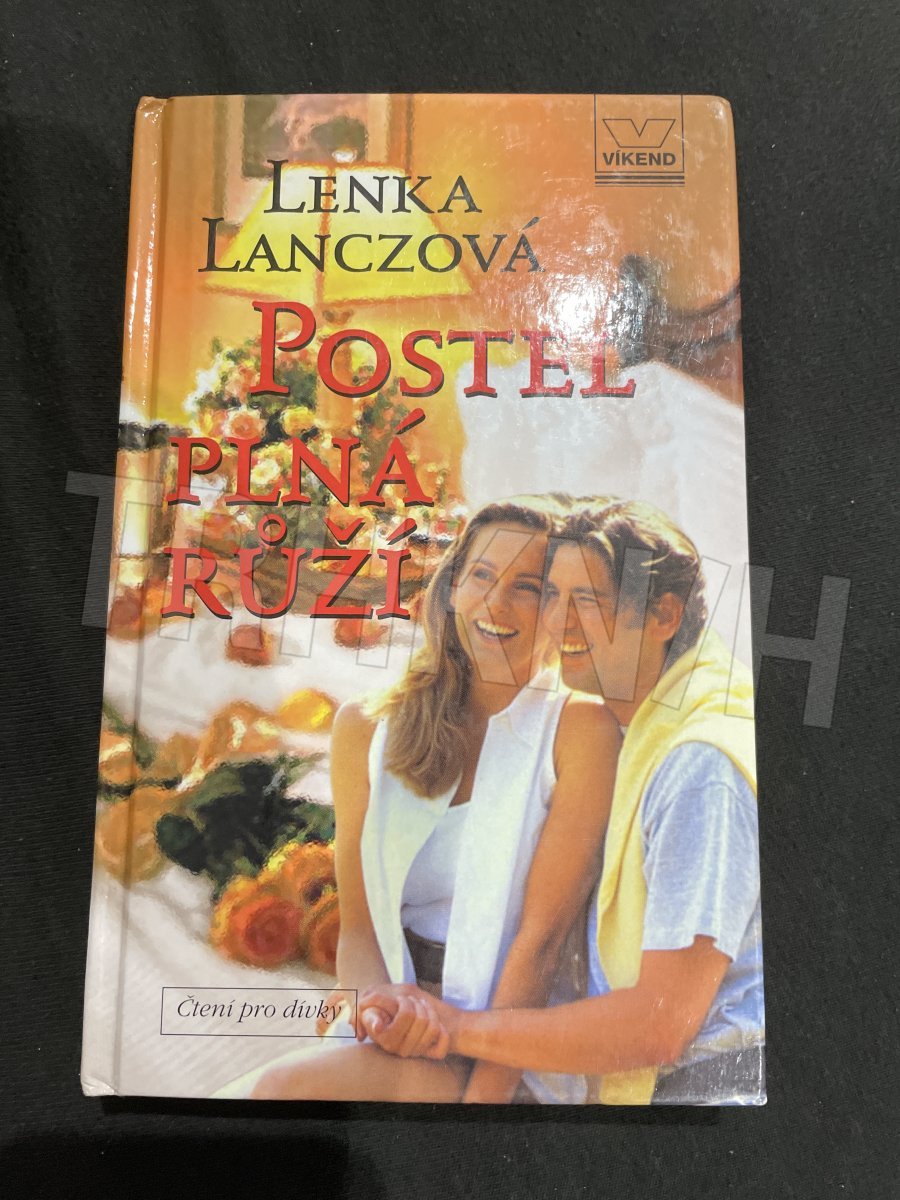 VÍKEND
LENKA
LANCZOVÁ
POSTEL
PLNÁ
RŮŽÍ
Čtení pro dívky